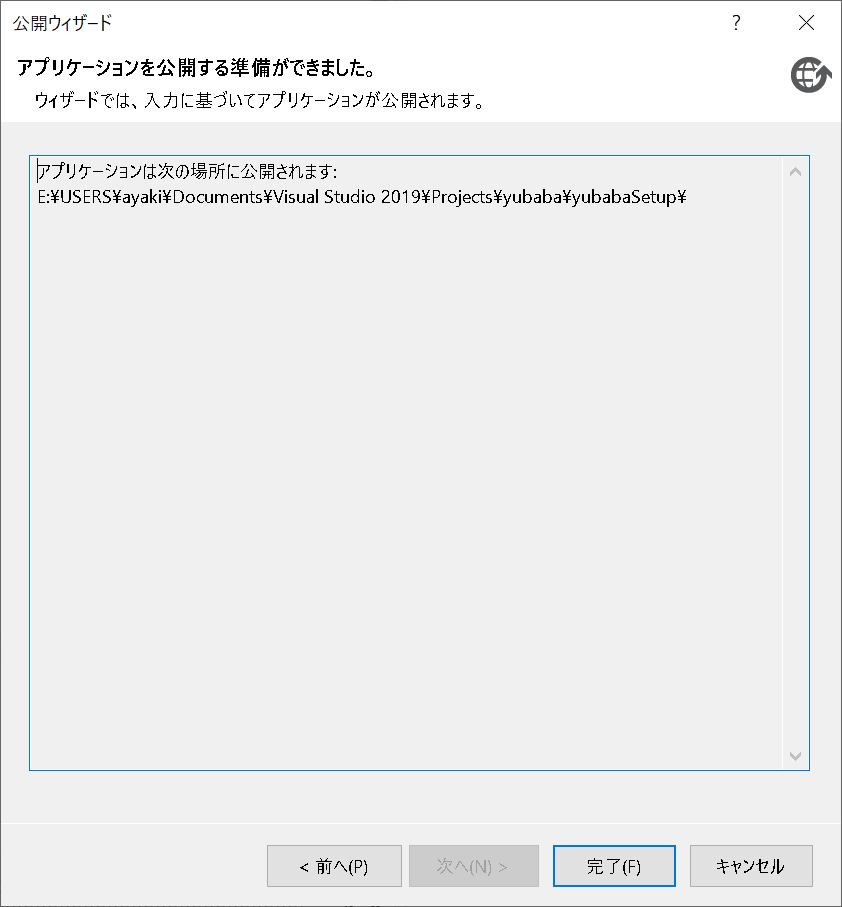 公開ウィザード
?
アプリケーションを公開する準備ができました。
ウィザードでは、入力に基づいてアプリケーションが公開されます。
アプリケーションは次の場所に公開されます:
E:¥USERS¥ayaki¥Documents¥Visual Studio 2019¥Projects¥yubaba¥yubabaSetup¥
< 前へ(P)
次へ(N) >
完了(F)
キャンセル